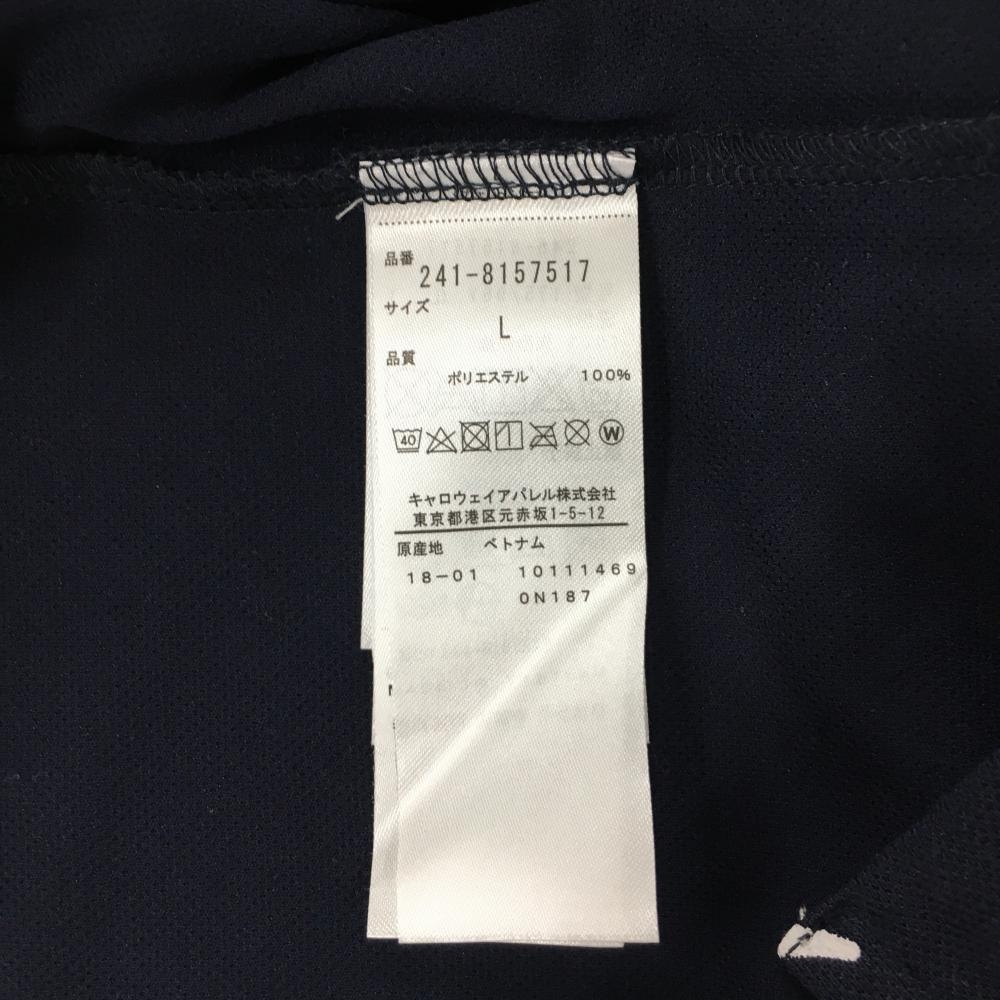 品番
241-8157517
サイズ
L
品質
ポリエステル 100%
40 W
キャロウェイアパレル株式会社
東京都港区元赤坂1-5-12
原産地 ベトナム
18-01 10111469
0N187